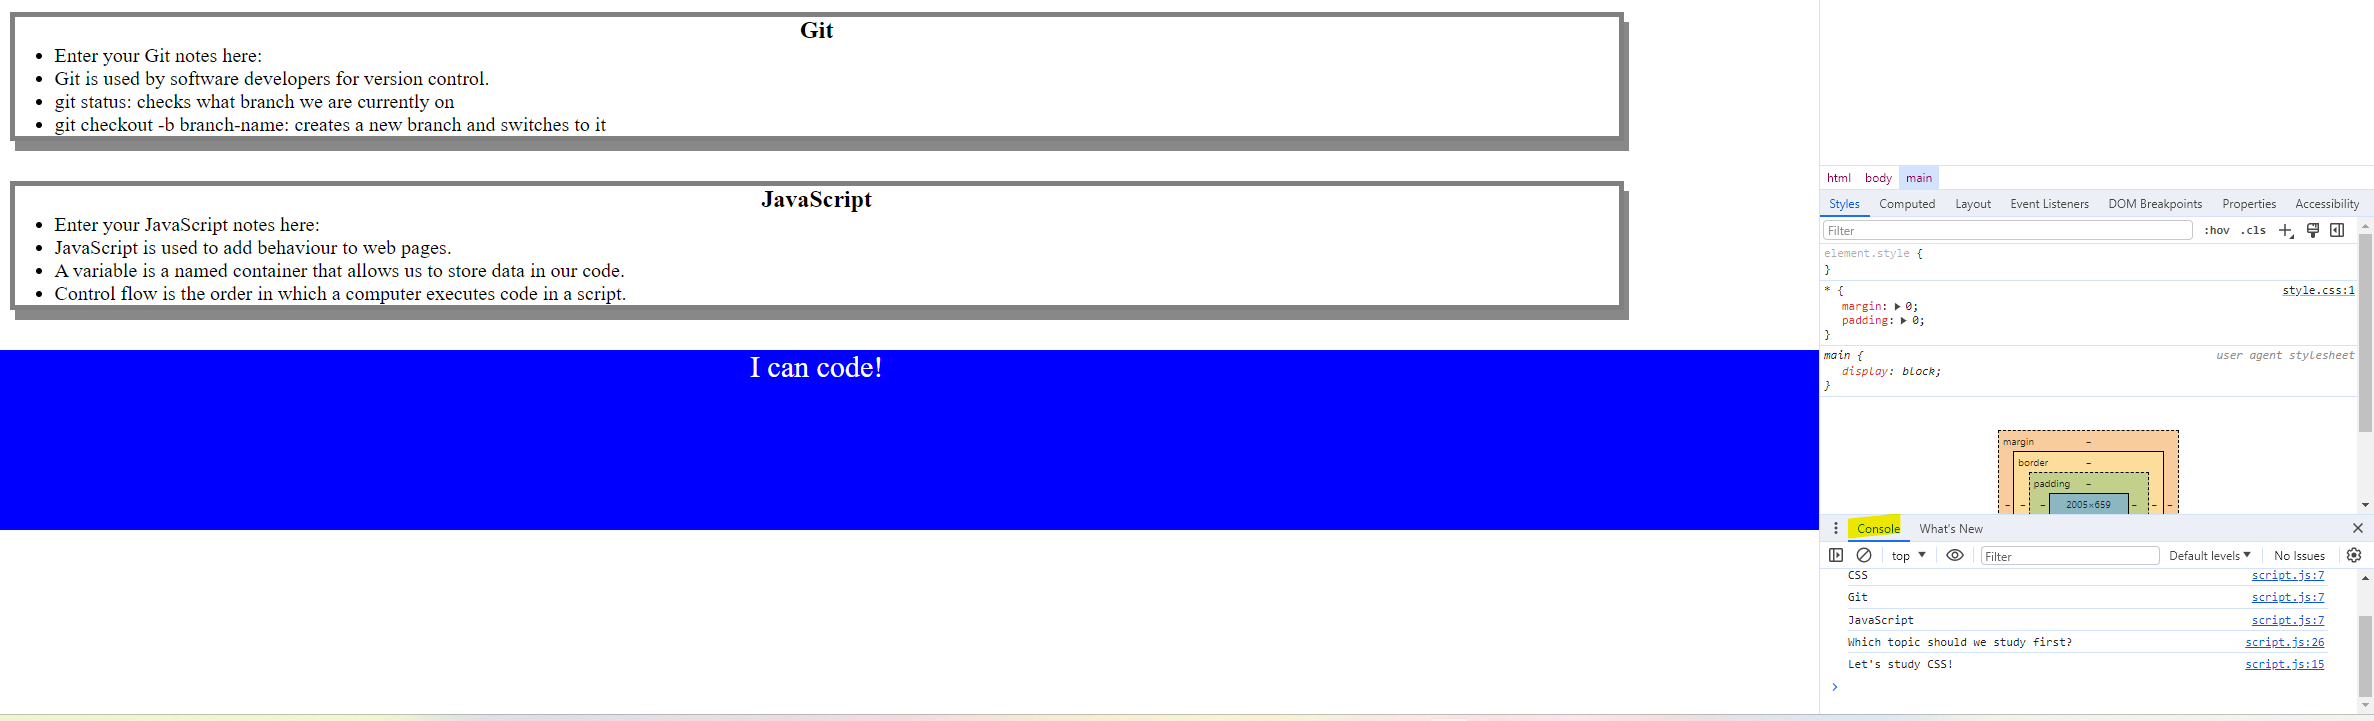 Git
Enter your Git notes here:
Git is used by software developers for version control.
git status: checks what branch we are currently on
git checkout -b branch-name: creates a new branch and switches to it
JavaScript
Enter your JavaScript notes here:
JavaScript is used to add behaviour to web pages.
A variable is a named container that allows us to store data in our code.
Control flow is the order in which a computer executes code in a script.
I can code!
html body main
Styles Computed Layout Event Listeners DOM Breakpoints Properties Accessibility
Filter :hov .cls
element.style {
}
* { style.css:1
margin: 0;
padding: 0;
}
main { user agent stylesheet
display: block;
}
margin -
border -
padding -
- - - 2005×659 - - -
Console What's New
top Filter Default levels No Issues
CSS script.js:7
Git script.js:7
JavaScript script.js:7
Which topic should we study first? script.js:26
Let's study CSS! script.js:15
>